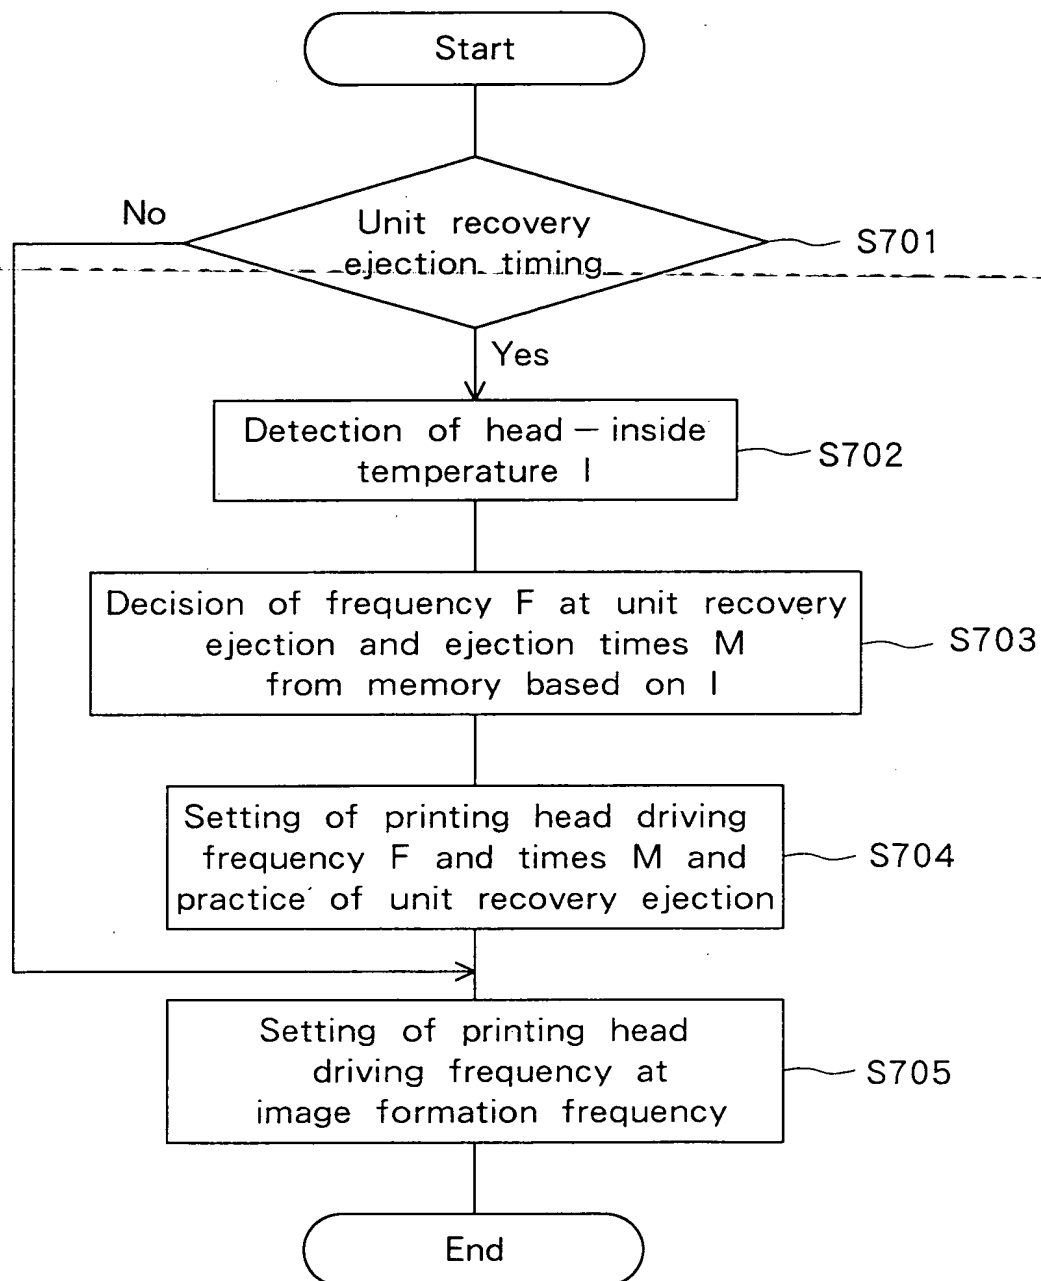 Start
No
Unit recovery
ejection timing
S701
Yes
Detection of head – inside
temperature I
S702
Decision of frequency F at unit recovery
ejection and ejection times M
from memory based on I
S703
Setting of printing head driving
frequency F and times M and
practice of unit recovery ejection
S704
Setting of printing head
driving frequency at
image formation frequency
S705
End